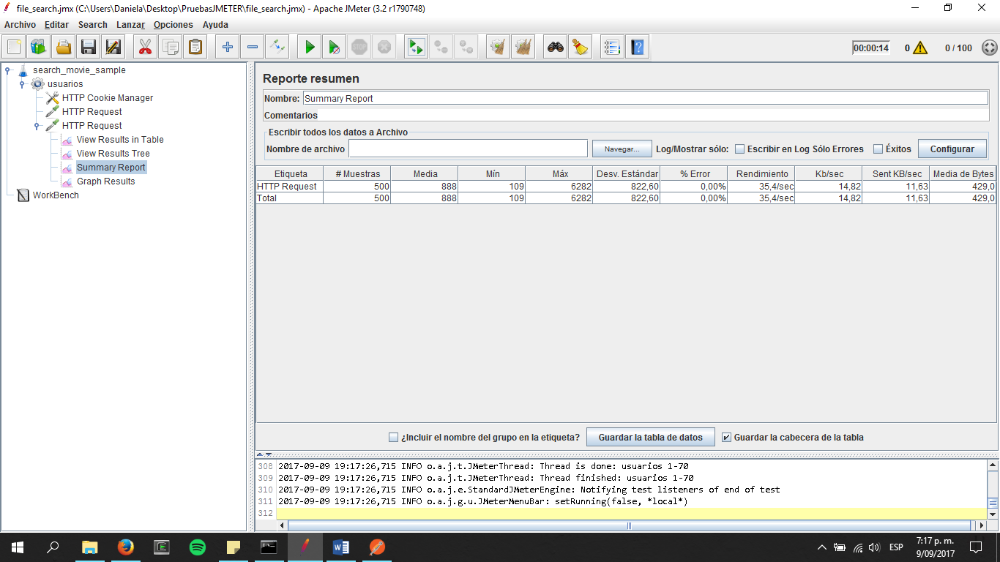 file_search.jmx (C:\Users\Daniela\Desktop\PruebasJMETER\file_search.jmx) - Apache JMeter (3.2 r1790748)
Archivo Editar Search Lanzar Opciones Ayuda
00:00:14 0 0 / 100
search_movie_sample
usuarios
HTTP Cookie Manager
HTTP Request
HTTP Request
View Results in Table
View Results Tree
Summary Report
Graph Results
WorkBench
Reporte resumen
Nombre: Summary Report
Comentarios
Escribir todos los datos a Archivo
Nombre de archivo Navegar... Log/Mostrar sólo: Escribir en Log Sólo Errores Éxitos Configurar
Etiqueta # Muestras Media Mín Máx Desv. Estándar % Error Rendimiento Kb/sec Sent KB/sec Media de Bytes
HTTP Request 500 888 109 6282 822,60 0,00% 35,4/sec 14,82 11,63 429,0
Total 500 888 109 6282 822,60 0,00% 35,4/sec 14,82 11,63 429,0
¿Incluir el nombre del grupo en la etiqueta? Guardar la tabla de datos Guardar la cabecera de la tabla
308 2017-09-09 19:17:26,715 INFO o.a.j.t.JMeterThread: Thread is done: usuarios 1-70
309 2017-09-09 19:17:26,715 INFO o.a.j.t.JMeterThread: Thread finished: usuarios 1-70
310 2017-09-09 19:17:26,715 INFO o.a.j.e.StandardJMeterEngine: Notifying test listeners of end of test
311 2017-09-09 19:17:26,715 INFO o.a.j.g.u.JMeterMenuBar: setRunning(false, *local*)
312
ESP 7:17 p. m.
9/09/2017